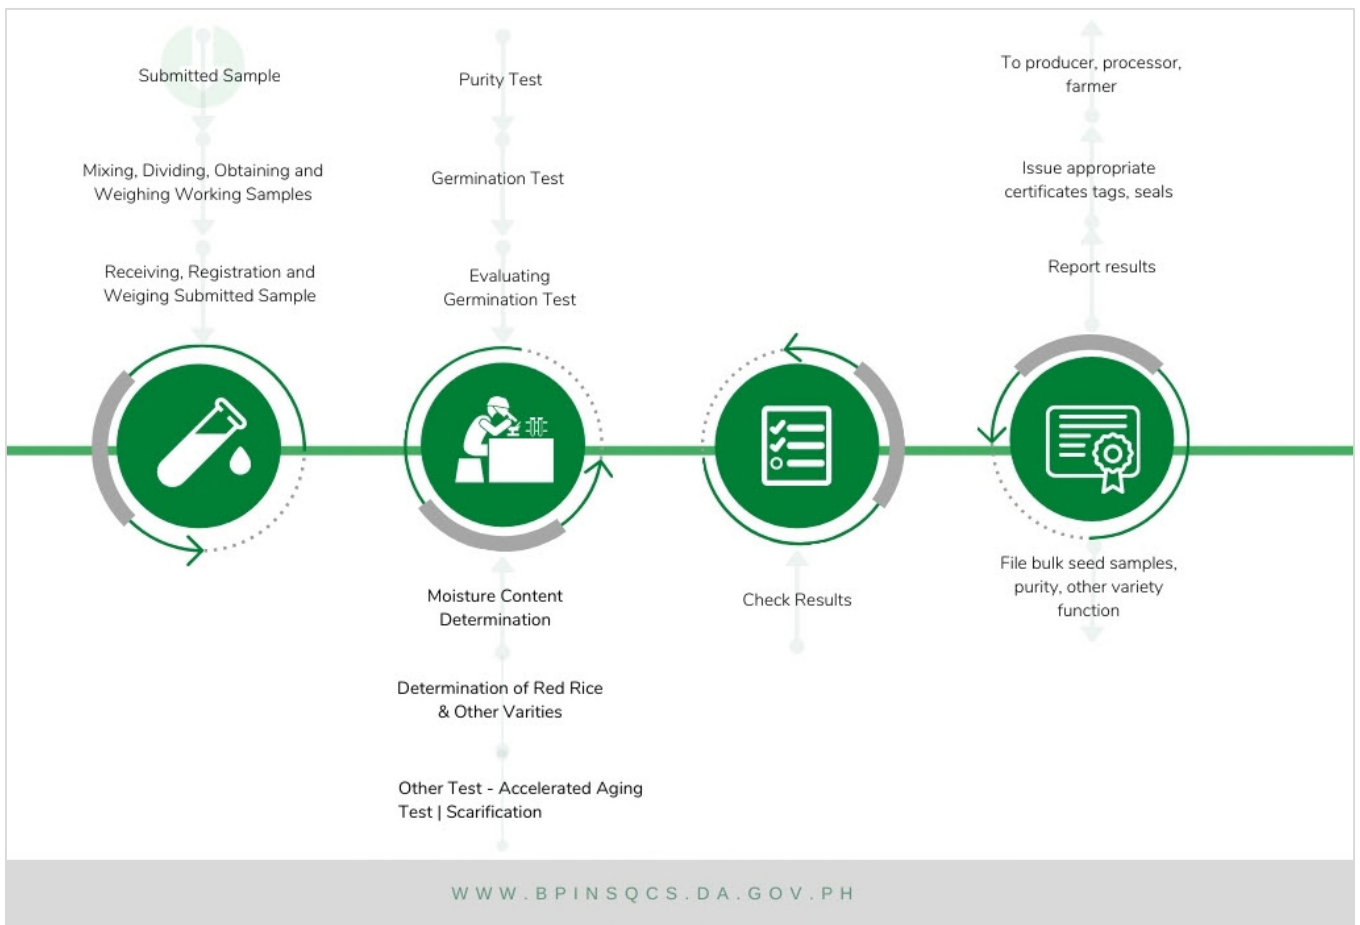 Submitted Sample
Mixing, Dividing, Obtaining and
Weighing Working Samples
Receiving, Registration and
Weiging Submitted Sample
Purity Test
Germination Test
Evaluating
Germination Test
Moisture Content
Determination
Determination of Red Rice
& Other Varities
Other Test - Accelerated Aging
Test | Scarification
Check Results
To producer, processor,
farmer
Issue appropriate
certificates tags, seals
Report results
File bulk seed samples,
purity, other variety
function
WWW.BPINSQCS.DA.GOV.PH